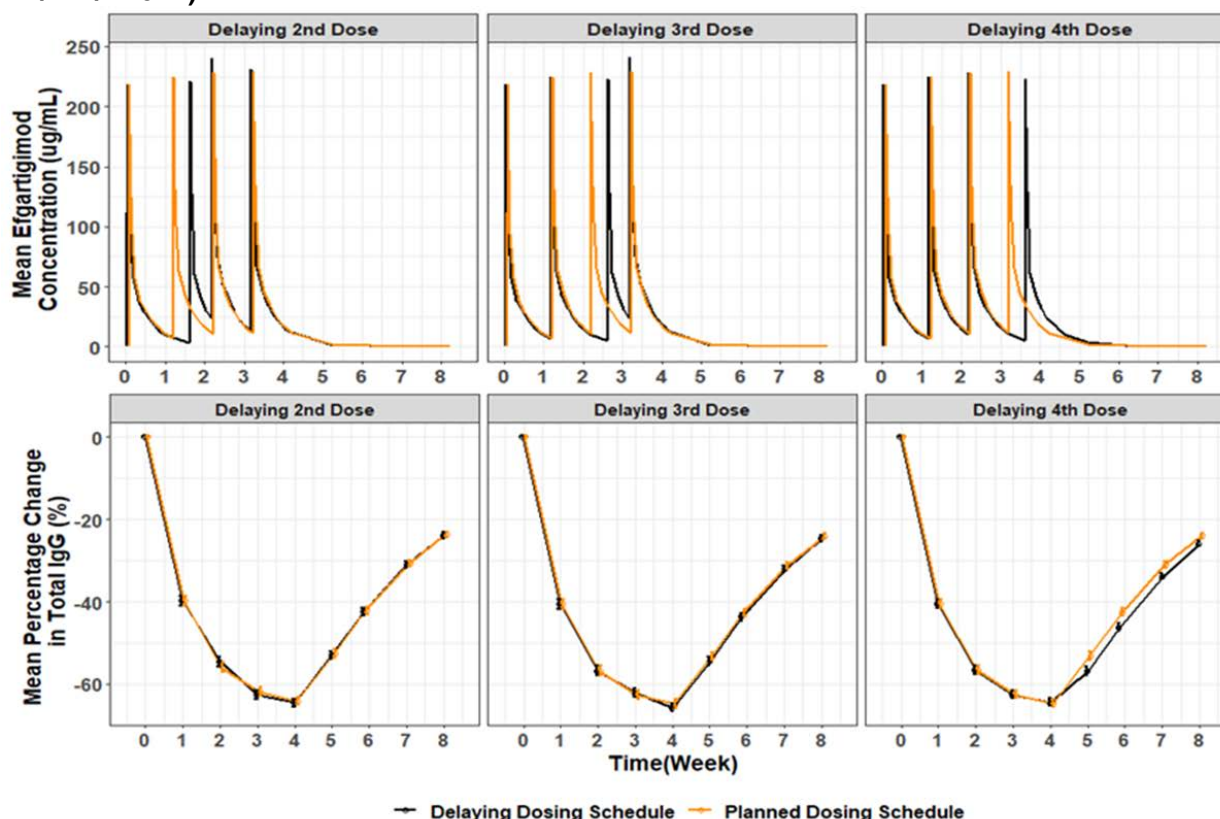 Delaying 2nd Dose Delaying 3rd Dose Delaying 4th Dose
Mean Efgartigimod
Concentration (ug/mL)
250
200
150
100
50
0
0 1 2 3 4 5 6 7 8 0 1 2 3 4 5 6 7 8 0 1 2 3 4 5 6 7 8
Delaying 2nd Dose Delaying 3rd Dose Delaying 4th Dose
Mean Percentage Change
in Total IgG (%)
0
-20
-40
-60
0 1 2 3 4 5 6 7 8 0 1 2 3 4 5 6 7 8 0 1 2 3 4 5 6 7 8
Time(Week)
Delaying Dosing Schedule Planned Dosing Schedule